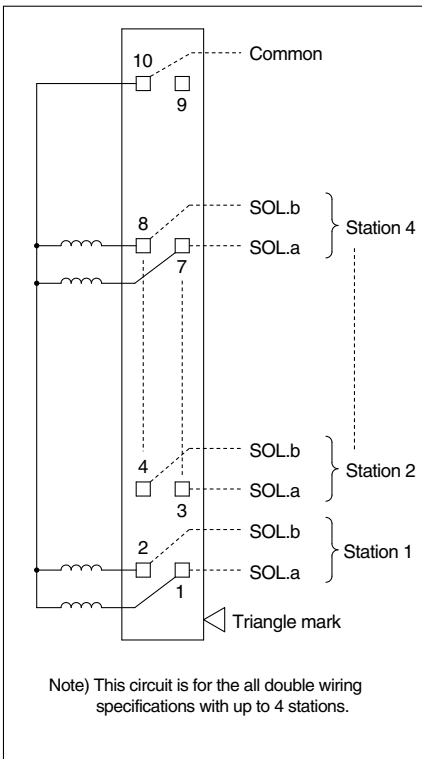 10
Common
9
8
SOL.b
Station 4
SOL.a
7
4
SOL.b
Station 2
SOL.a
3
2
SOL.b
Station 1
SOL.a
1
Triangle mark
Note) This circuit is for the all double wiring
specifications with up to 4 stations.